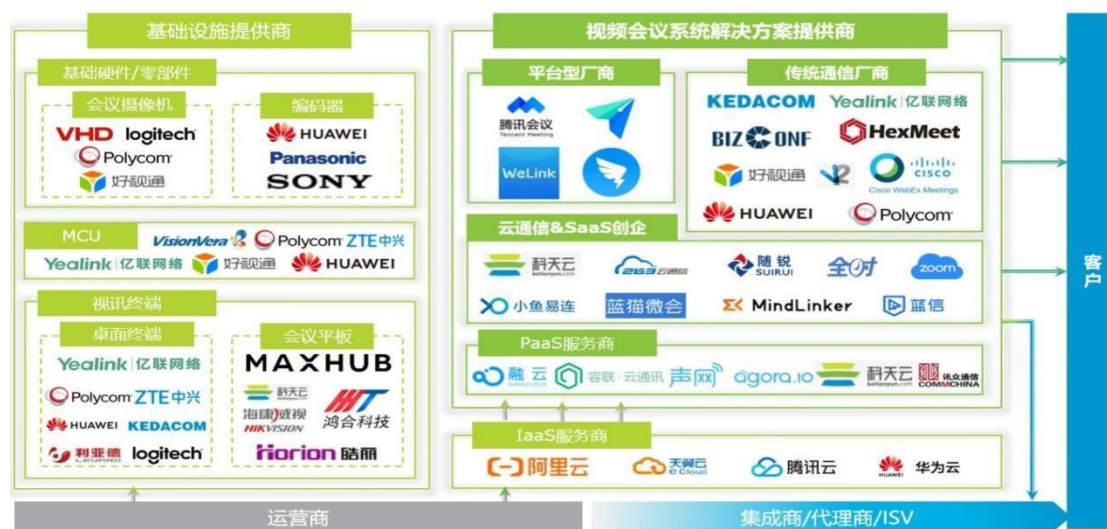 基础设施提供商
基础硬件/零部件
会议摄像机
VHD logitech
Polycom
好视通
编码器
HUAWEI
Panasonic
SONY
MCU
VisionVera Polycom ZTE中兴
Yealink 亿联网络 好视通 HUAWEI
视讯终端
桌面终端
Yealink 亿联网络
Polycom ZTE中兴
HUAWEI KEDACOM
利亚德 LEYARD logitech
会议平板
MAXHUB
科天云
海康威视
HIKVISION
HHT
鸿合科技
Horion 皓丽
视频会议系统解决方案提供商
平台型厂商
腾讯会议
Tencent Meeting
WeLink
传统通信厂商
KEDACOM Yealink 亿联网络
BIZCONF HexMeet
好视通 V2 CISCO
Cisco WebEx Meetings
HUAWEI Polycom
云通信&SaaS创企
科天云 263云通信 随锐 SUIRUI 全时 zoom
小鱼易连 蓝猫微会 MindLinker 蓝信
PaaS服务商
融云 容联·云通讯 声网 agora.io 科天云 讯众通信 COMMCHINA
IaaS服务商
阿里云 天翼云 e Cloud 腾讯云 HUAWEI 华为云
运营商
集成商/代理商/ISV
客户